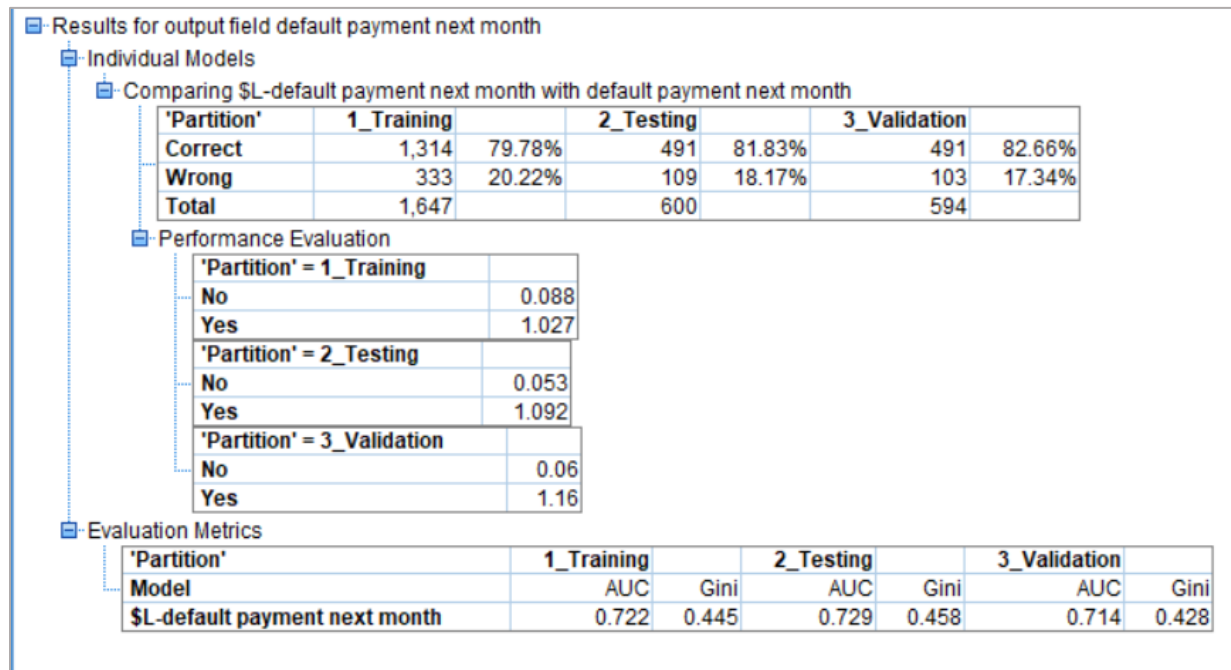 Results for output field default payment next month
Individual Models
Comparing $L-default payment next month with default payment next month
'Partition' 1_Training 2_Testing 3_Validation
Correct 1,314 79.78% 491 81.83% 491 82.66%
Wrong 333 20.22% 109 18.17% 103 17.34%
Total 1,647 600 594
Performance Evaluation
'Partition' = 1_Training
No 0.088
Yes 1.027
'Partition' = 2_Testing
No 0.053
Yes 1.092
'Partition' = 3_Validation
No 0.06
Yes 1.16
Evaluation Metrics
'Partition' 1_Training 2_Testing 3_Validation
Model AUC Gini AUC Gini AUC Gini
$L-default payment next month 0.722 0.445 0.729 0.458 0.714 0.428